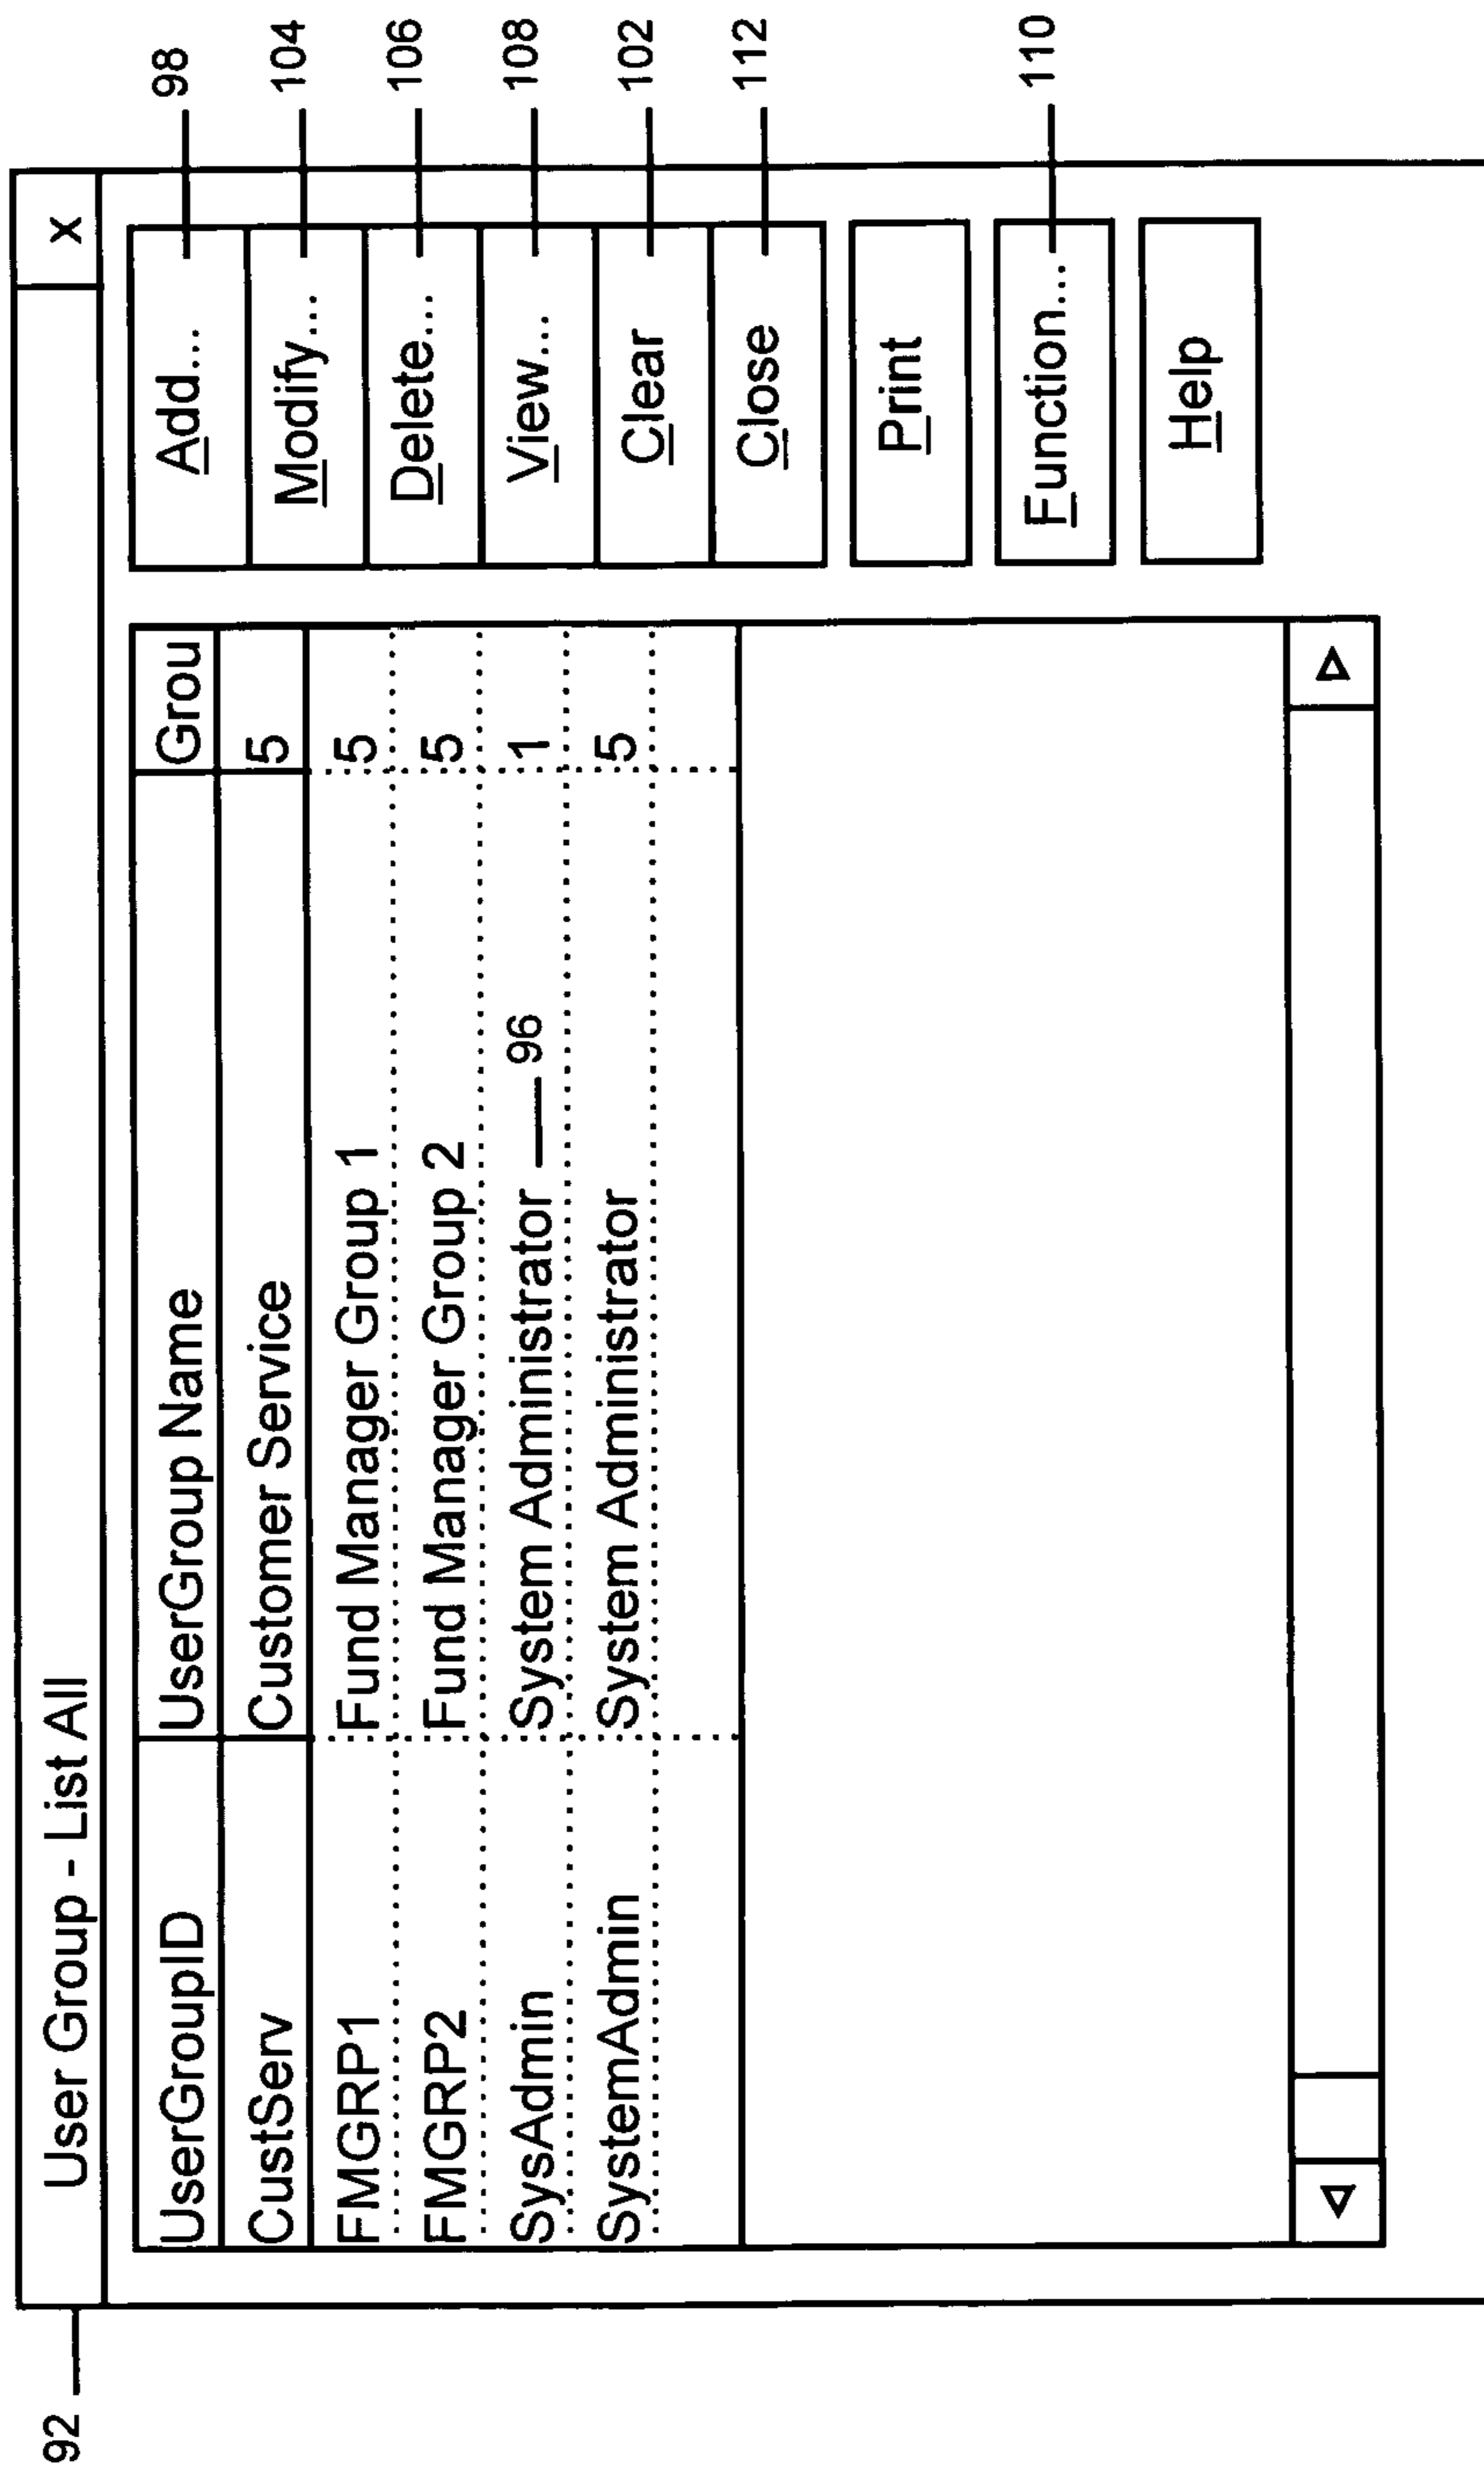 92
User Group - List All
X
UserGroupID UserGroup Name Grou
CustServ Customer Service 5
FMGRP1 Fund Manager Group 1 5
FMGRP2 Fund Manager Group 2 5
SysAdmin System Administrator 96 1
SystemAdmin System Administrator 5
Add... 98
Modify... 104
Delete... 106
View... 108
Clear 102
Close 112
Print
Function... 110
Help